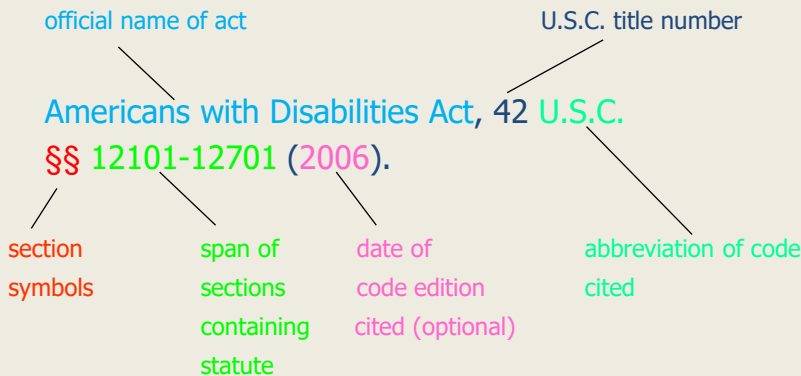 official name of act
U.S.C. title number
Americans with Disabilities Act, 42 U.S.C.
§§ 12101-12701 (2006).
section
symbols
span of
sections
containing
statute
date of
code edition
cited (optional)
abbreviation of code
cited